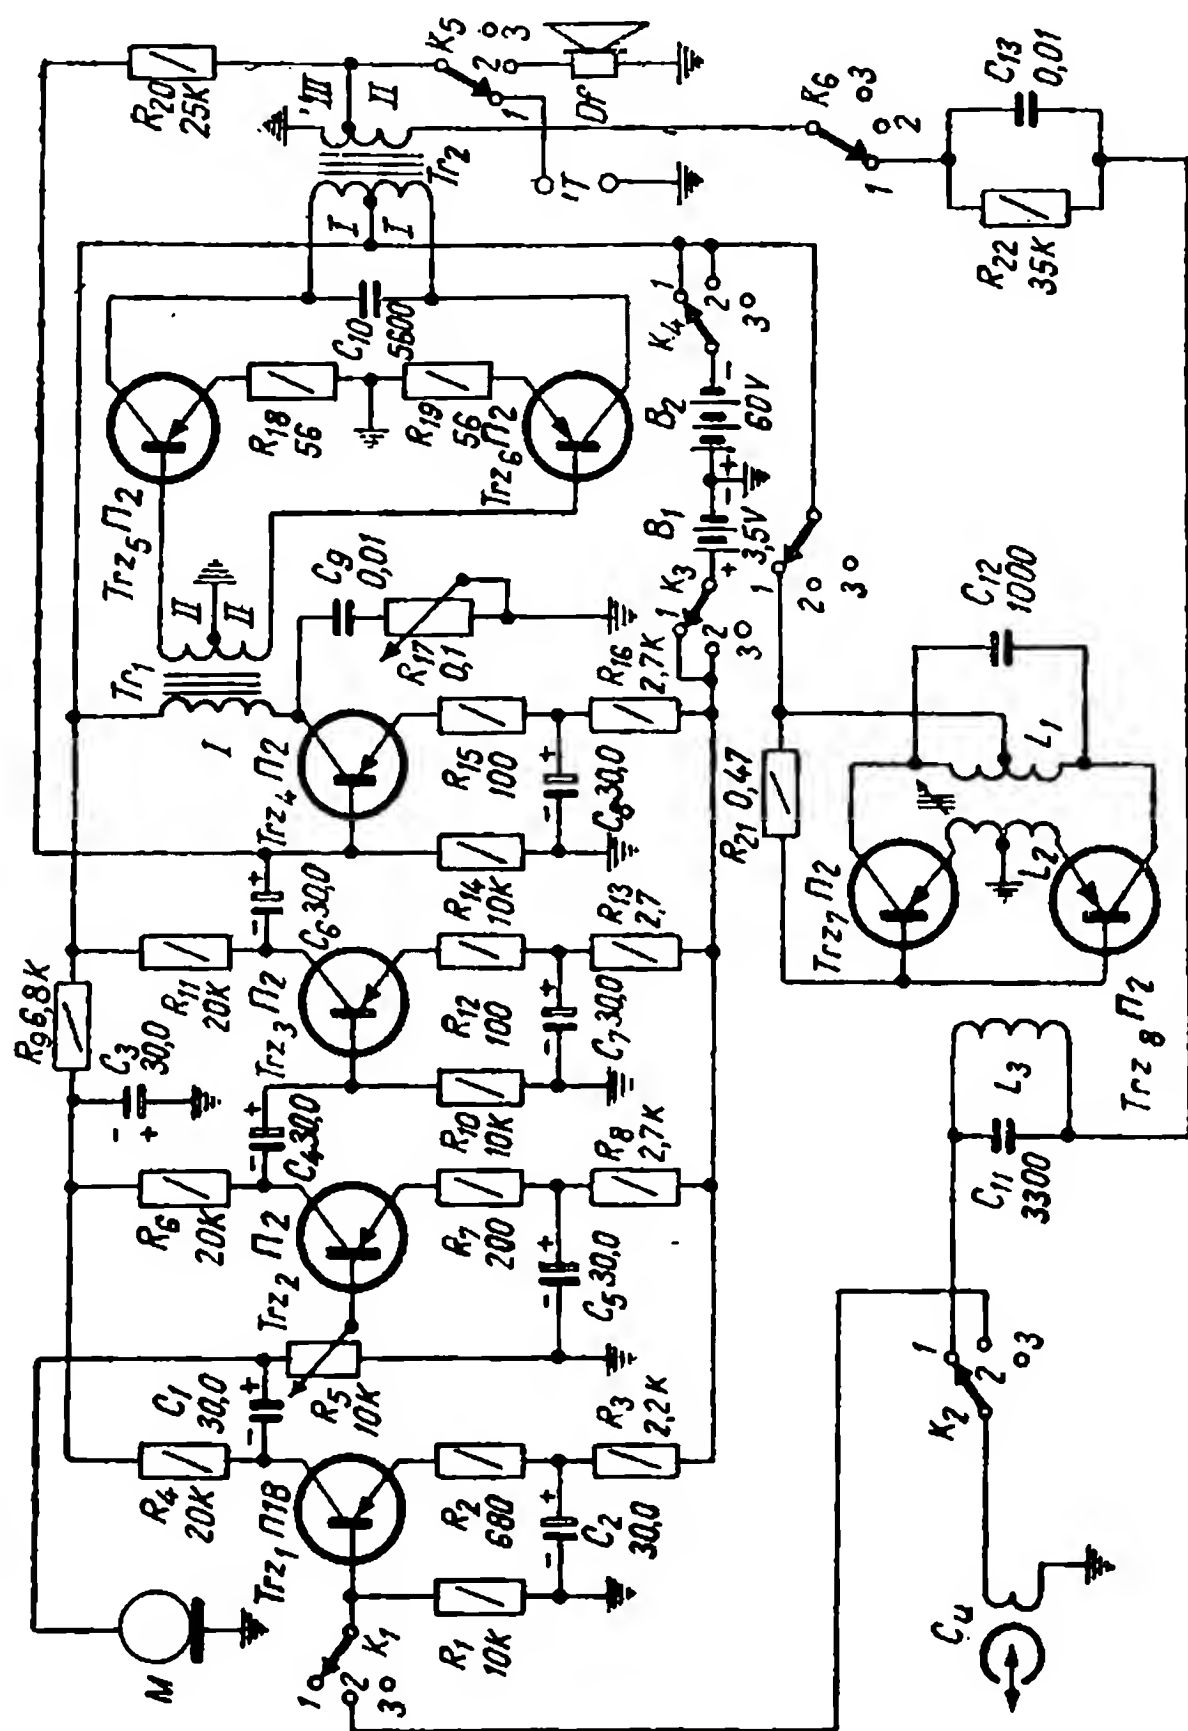 M
C1
30,0
R4
20K
Trz1 П1В
R5
10K
1
2
3
K1
R1
10K
R2
680
C2
30,0
R3
2,2K
R6
20K
Trz2
П2
C4 30,0
R7
200
C5 30,0
R8
2,7K
R9 6,8K
C3
30,0
R11
20K
Trz3
П2
C6 30,0
R10
10K
R12
100
C7 30,0
R13
2,7
Trz4
П2
R14
10K
R15
100
C8 30,0
R16
2,7K
Tr1
I
II
II
C9
0,01
R17
0,1
Trz5
П2
R18
56
R19
56
Trz6
П2
C10
5600
R20
25K
III
II
I
I
Tr2
K5
1
2
3
Df
T
K6
1
2
3
C13
0,01
R22
35K
K3
1
2
3
B1
3,5V
B2
60V
K4
1
2
3
1
2
3
R21 0,47
C12
1000
L1
L2
Trz7
П2
Trz8
П2
L3
C11
3300
K2
1
2
3
Cu